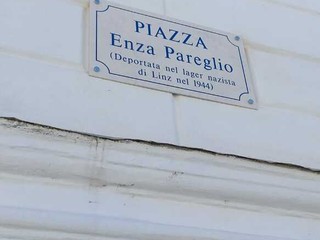 PIAZZA
Enza Pareglio
(Deportata nel lager nazista
di Linz nel 1944)